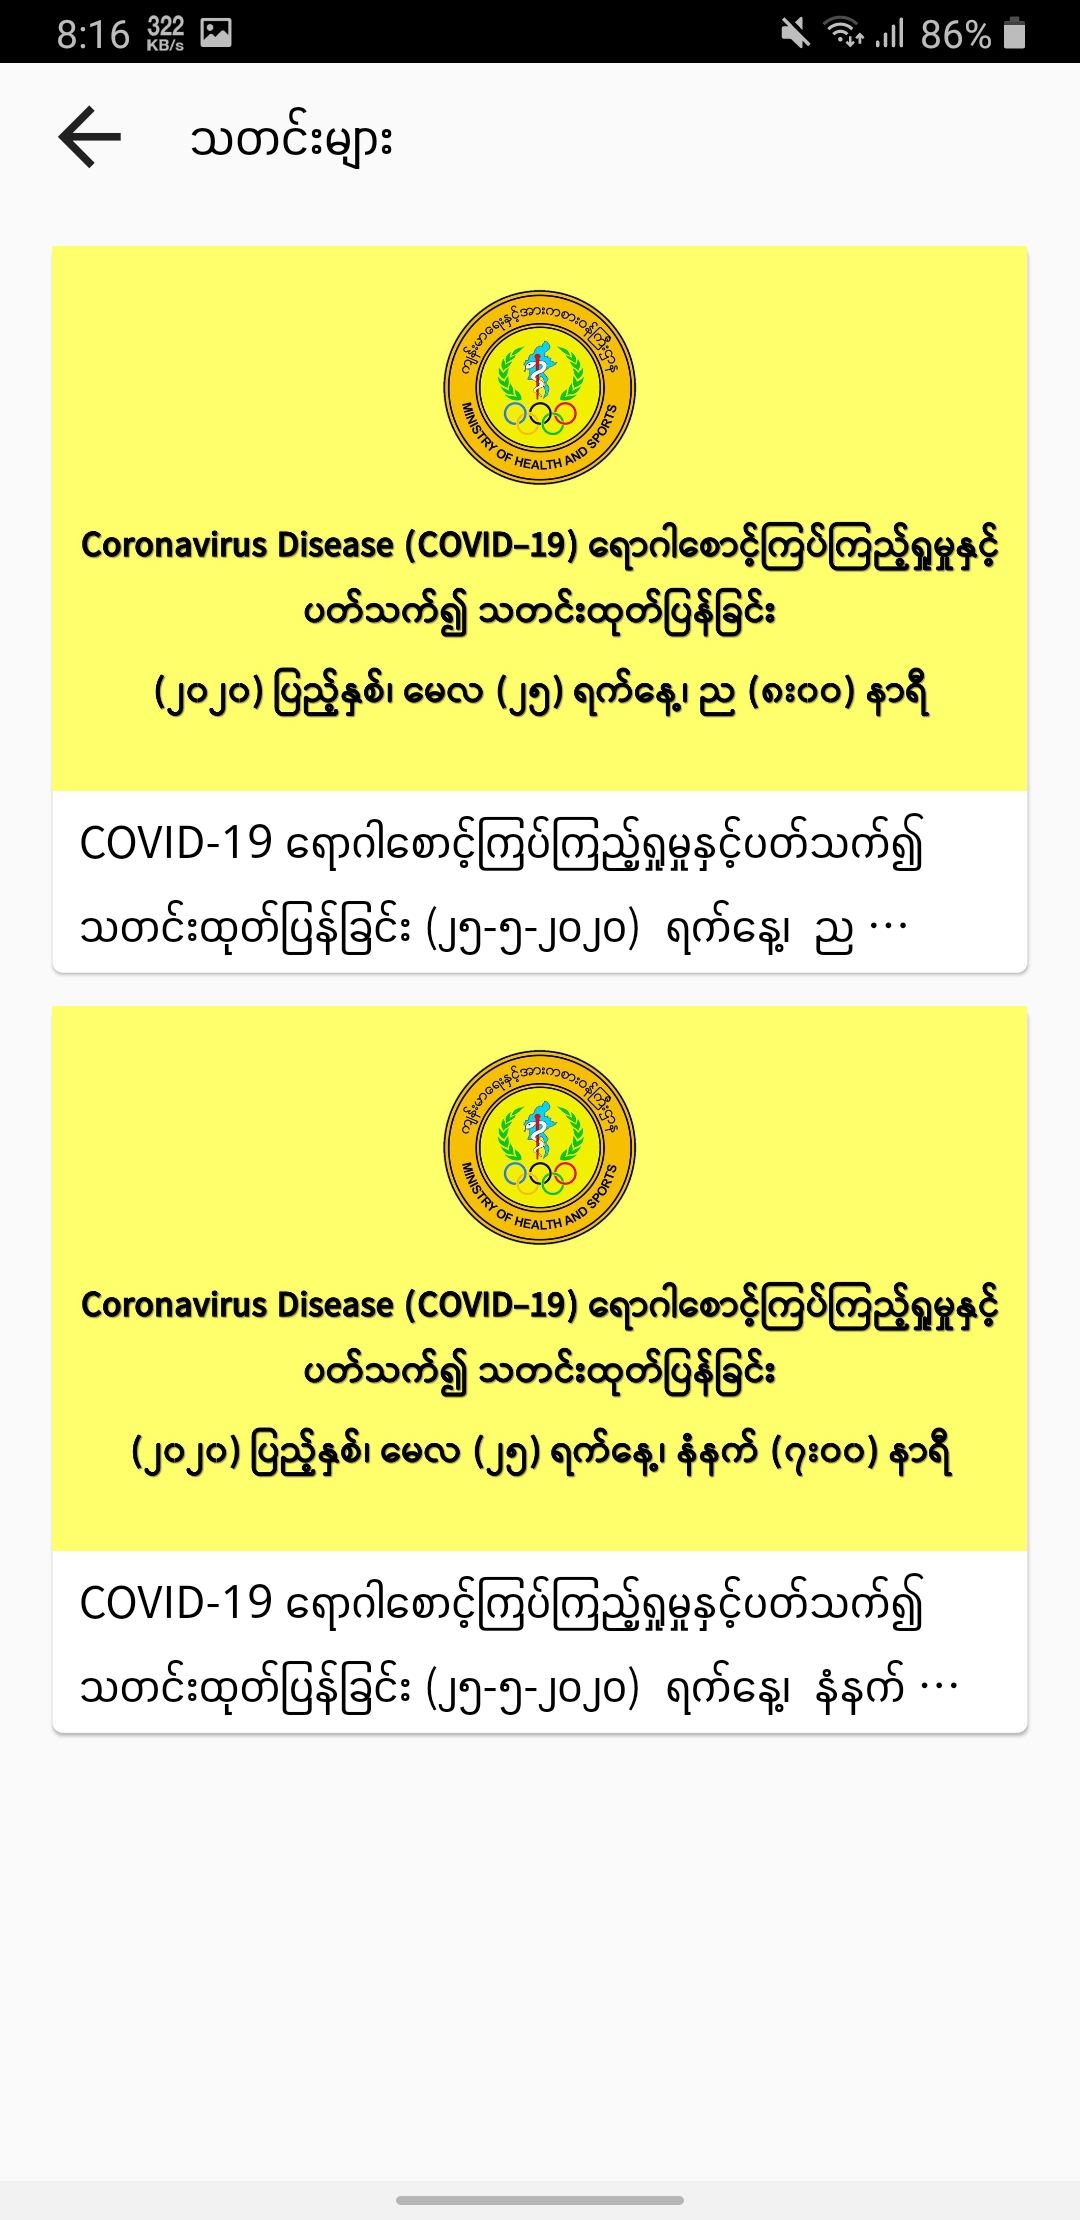 8:16 322 KB/s 86%
သတင်းများ
ကျန်းမာရေးနှင့်အားကစားဝန်ကြီးဌာန
MINISTRY OF HEALTH AND SPORTS
Coronavirus Disease (COVID-19) ရောဂါစောင့်ကြပ်ကြည့်ရှုမှုနှင့်
ပတ်သက်၍ သတင်းထုတ်ပြန်ခြင်း
(၂၀၂၀) ပြည့်နှစ်၊ မေလ (၂၅) ရက်နေ့၊ ည (၈း၀၀) နာရီ
COVID-19 ရောဂါစောင့်ကြပ်ကြည့်ရှုမှုနှင့်ပတ်သက်၍
သတင်းထုတ်ပြန်ခြင်း (၂၅-၅-၂၀၂၀) ရက်နေ့၊ ည ...
ကျန်းမာရေးနှင့်အားကစားဝန်ကြီးဌာန
MINISTRY OF HEALTH AND SPORTS
Coronavirus Disease (COVID-19) ရောဂါစောင့်ကြပ်ကြည့်ရှုမှုနှင့်
ပတ်သက်၍ သတင်းထုတ်ပြန်ခြင်း
(၂၀၂၀) ပြည့်နှစ်၊ မေလ (၂၅) ရက်နေ့၊ နံနက် (၇း၀၀) နာရီ
COVID-19 ရောဂါစောင့်ကြပ်ကြည့်ရှုမှုနှင့်ပတ်သက်၍
သတင်းထုတ်ပြန်ခြင်း (၂၅-၅-၂၀၂၀) ရက်နေ့၊ နံနက် ...